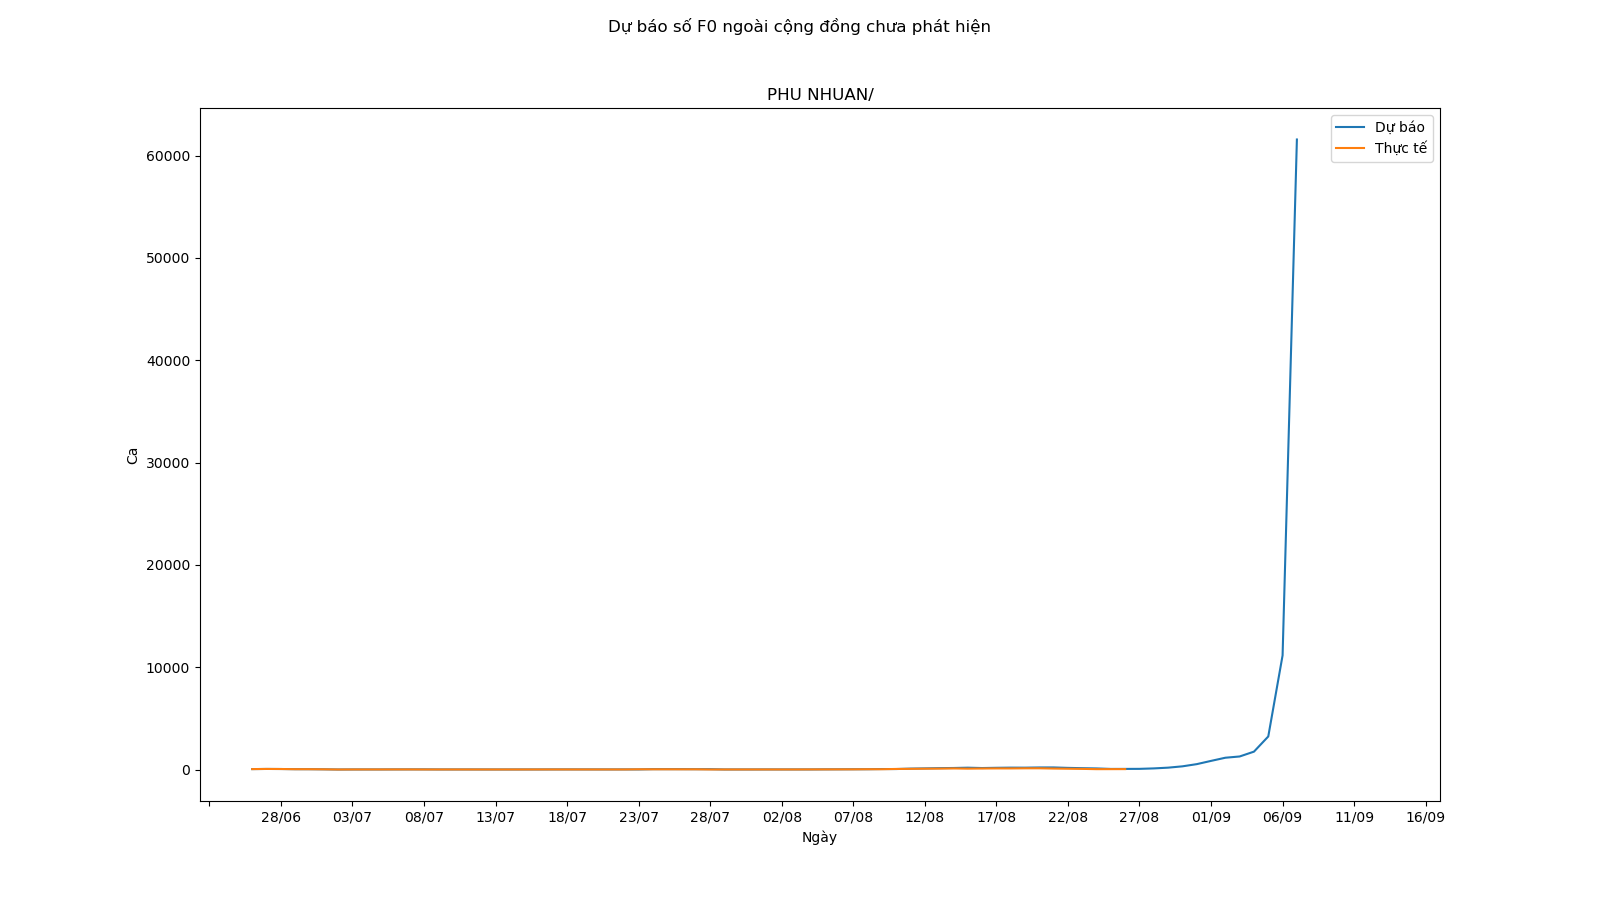 Dự báo số F0 ngoài cộng đồng chưa phát hiện
PHU NHUAN/
Dự báo
Thực tế
60000
50000
40000
30000
20000
10000
0
Ca
28/06 03/07 08/07 13/07 18/07 23/07 28/07 02/08 07/08 12/08 17/08 22/08 27/08 01/09 06/09 11/09 16/09
Ngày